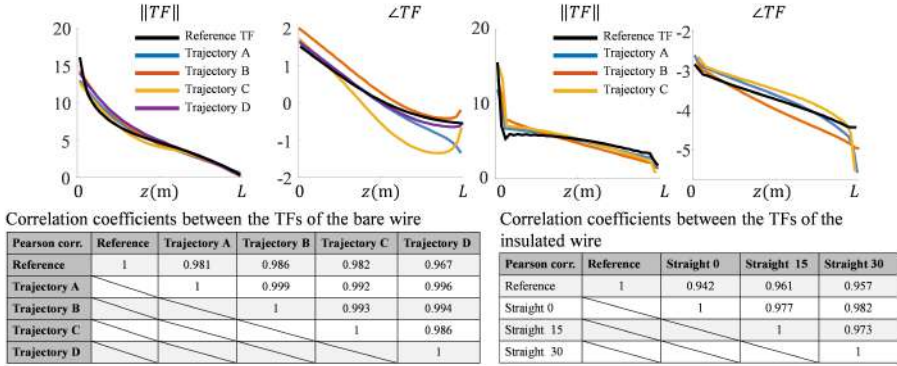 ‖TF‖
∠TF
‖TF‖
∠TF
20
15
10
5
0
0
z(m)
L
Reference TF
Trajectory A
Trajectory B
Trajectory C
Trajectory D
2
1
0
-1
-2
0
z(m)
L
20
10
0
0
z(m)
L
Reference TF
Trajectory A
Trajectory B
Trajectory C
-2
-3
-4
-5
0
z(m)
L
Correlation coefficients between the TFs of the bare wire
Pearson corr. Reference Trajectory A Trajectory B Trajectory C Trajectory D
Reference 1 0.981 0.986 0.982 0.967
Trajectory A 1 0.999 0.992 0.996
Trajectory B 1 0.993 0.994
Trajectory C 1 0.986
Trajectory D 1
Correlation coefficients between the TFs of the
insulated wire
Pearson corr. Reference Straight 0 Straight 15 Straight 30
Reference 1 0.942 0.961 0.957
Straight 0 1 0.977 0.982
Straight 15 1 0.973
Straight 30 1